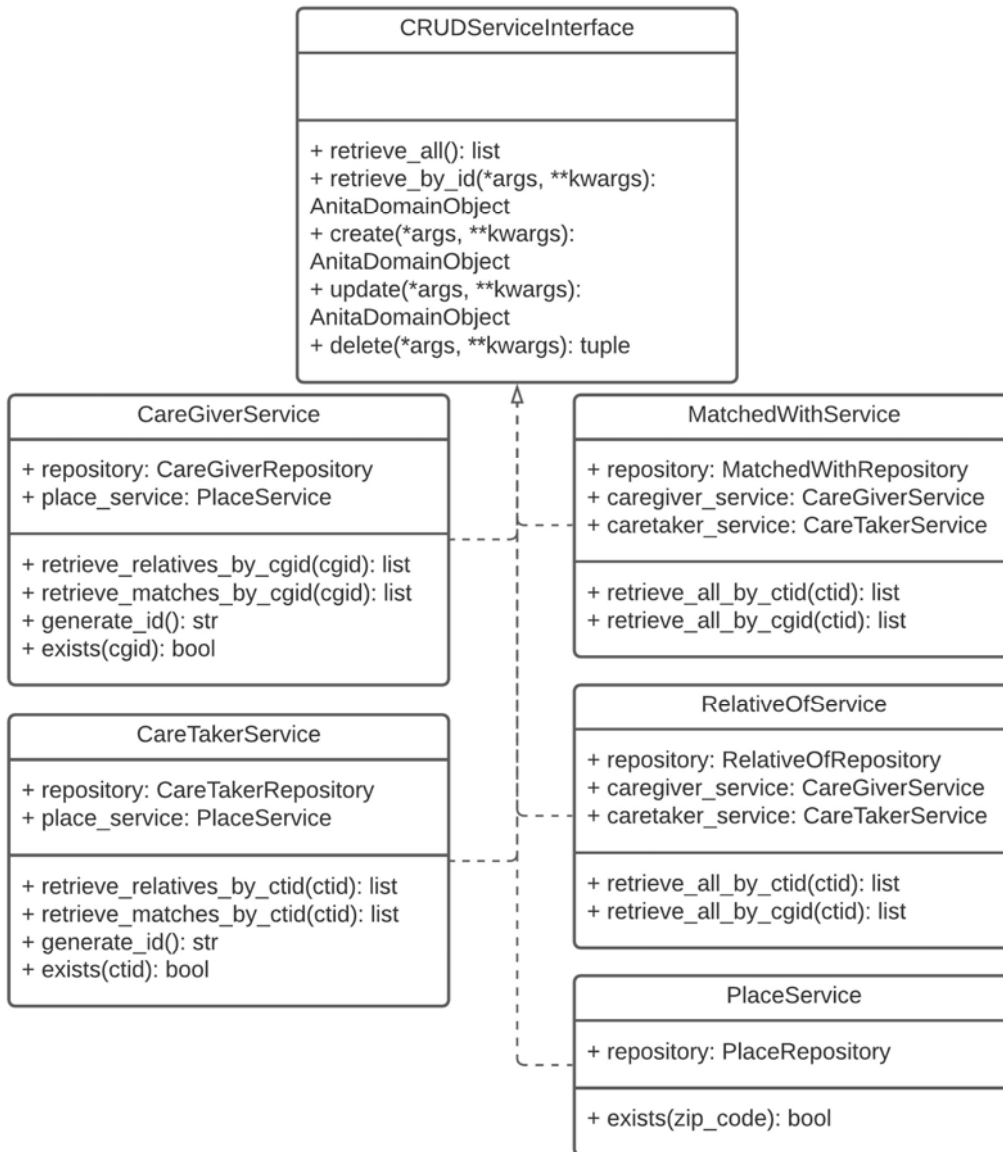 CRUDServiceInterface
+ retrieve_all(): list
+ retrieve_by_id(*args, **kwargs):
AnitaDomainObject
+ create(*args, **kwargs):
AnitaDomainObject
+ update(*args, **kwargs):
AnitaDomainObject
+ delete(*args, **kwargs): tuple
CareGiverService
+ repository: CareGiverRepository
+ place_service: PlaceService
+ retrieve_relatives_by_cgid(cgid): list
+ retrieve_matches_by_cgid(cgid): list
+ generate_id(): str
+ exists(cgid): bool
CareTakerService
+ repository: CareTakerRepository
+ place_service: PlaceService
+ retrieve_relatives_by_ctid(ctid): list
+ retrieve_matches_by_ctid(ctid): list
+ generate_id(): str
+ exists(ctid): bool
MatchedWithService
+ repository: MatchedWithRepository
+ caregiver_service: CareGiverService
+ caretaker_service: CareTakerService
+ retrieve_all_by_ctid(ctid): list
+ retrieve_all_by_cgid(ctid): list
RelativeOfService
+ repository: RelativeOfRepository
+ caregiver_service: CareGiverService
+ caretaker_service: CareTakerService
+ retrieve_all_by_ctid(ctid): list
+ retrieve_all_by_cgid(ctid): list
PlaceService
+ repository: PlaceRepository
+ exists(zip_code): bool